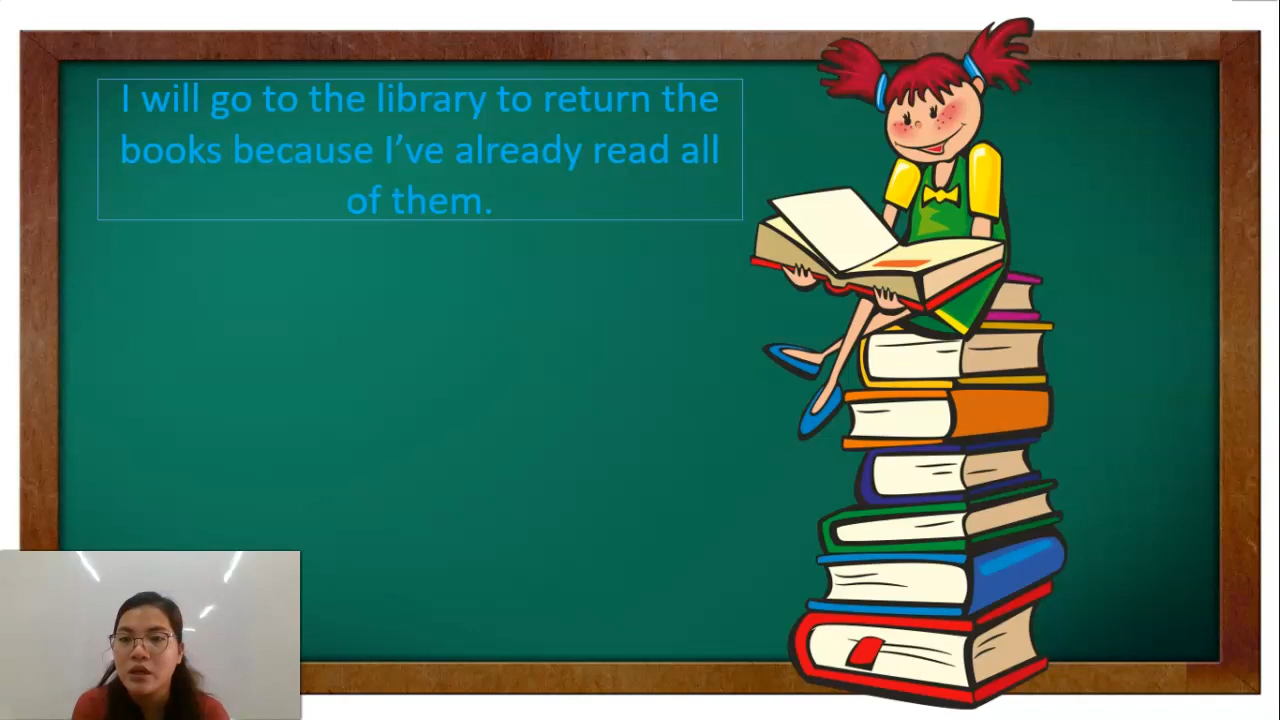 I will go to the library to return the
books because I’ve already read all
of them.